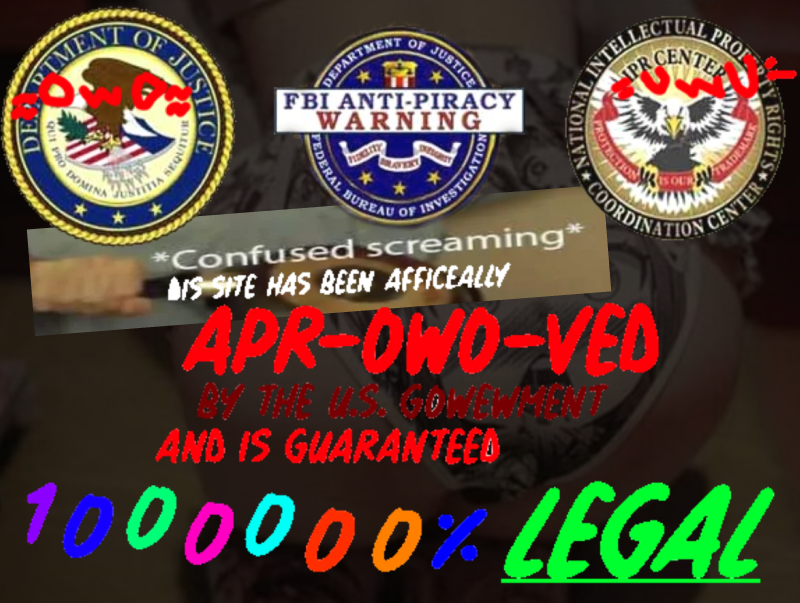 DEPARTMENT OF JUSTICE
QUI PRO DOMINA JUSTITIA SEQUITUR
≈OwO≈
DEPARTMENT OF JUSTICE
FBI ANTI-PIRACY
WARNING
FIDELITY BRAVERY INTEGRITY
FEDERAL BUREAU OF INVESTIGATION
NATIONAL INTELLECTUAL PROPERTY RIGHTS
IPR CENTER
UwU
PROTECTION IS OUR TRADEMARK
COORDINATION CENTER
*Confused screaming*
DIS SITE HAS BEEN AFFICEALLY
APR-OWO-VED
BY THE U.S. GOWEWMENT
AND IS GUARANTEED
1000000% LEGAL